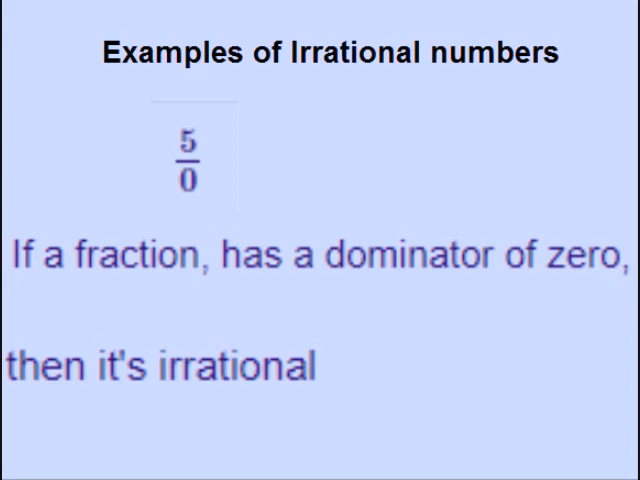 Examples of Irrational numbers
5
0
If a fraction, has a dominator of zero,
then it's irrational